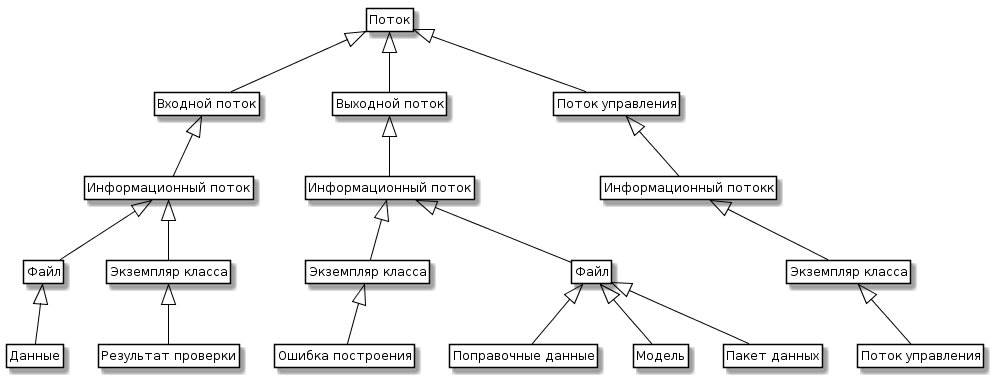 Поток
Входной поток
Выходной поток
Поток управления
Информационный поток
Информационный поток
Информационный потокк
Файл
Экземпляр класса
Экземпляр класса
Файл
Экземпляр класса
Данные
Результат проверки
Ошибка построения
Поправочные данные
Модель
Пакет данных
Поток управления